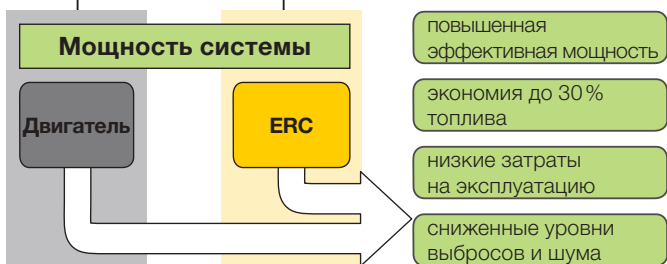 Мощность системы
Двигатель
ERC
повышенная
эффективная мощность
экономия до 30 %
топлива
низкие затраты
на эксплуатацию
сниженные уровни
выбросов и шума